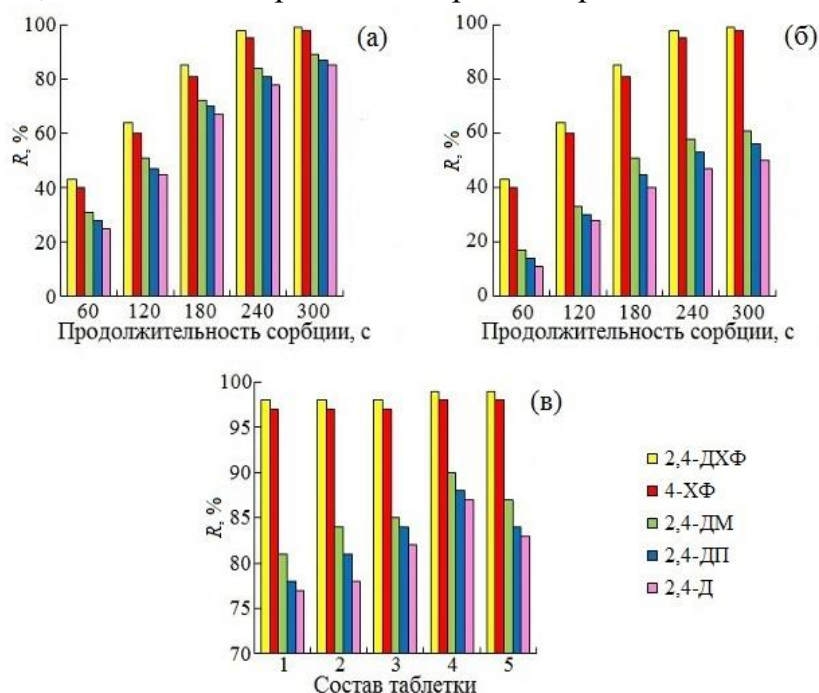 (а)
R, %
100
80
60
40
20
0
60 120 180 240 300
Продолжительность сорбции, с
(б)
R, %
100
80
60
40
20
0
60 120 180 240 300
Продолжительность сорбции, с
(в)
R, %
100
95
90
85
80
75
70
1 2 3 4 5
Состав таблетки
2,4-ДХФ
4-ХФ
2,4-ДМ
2,4-ДП
2,4-Д